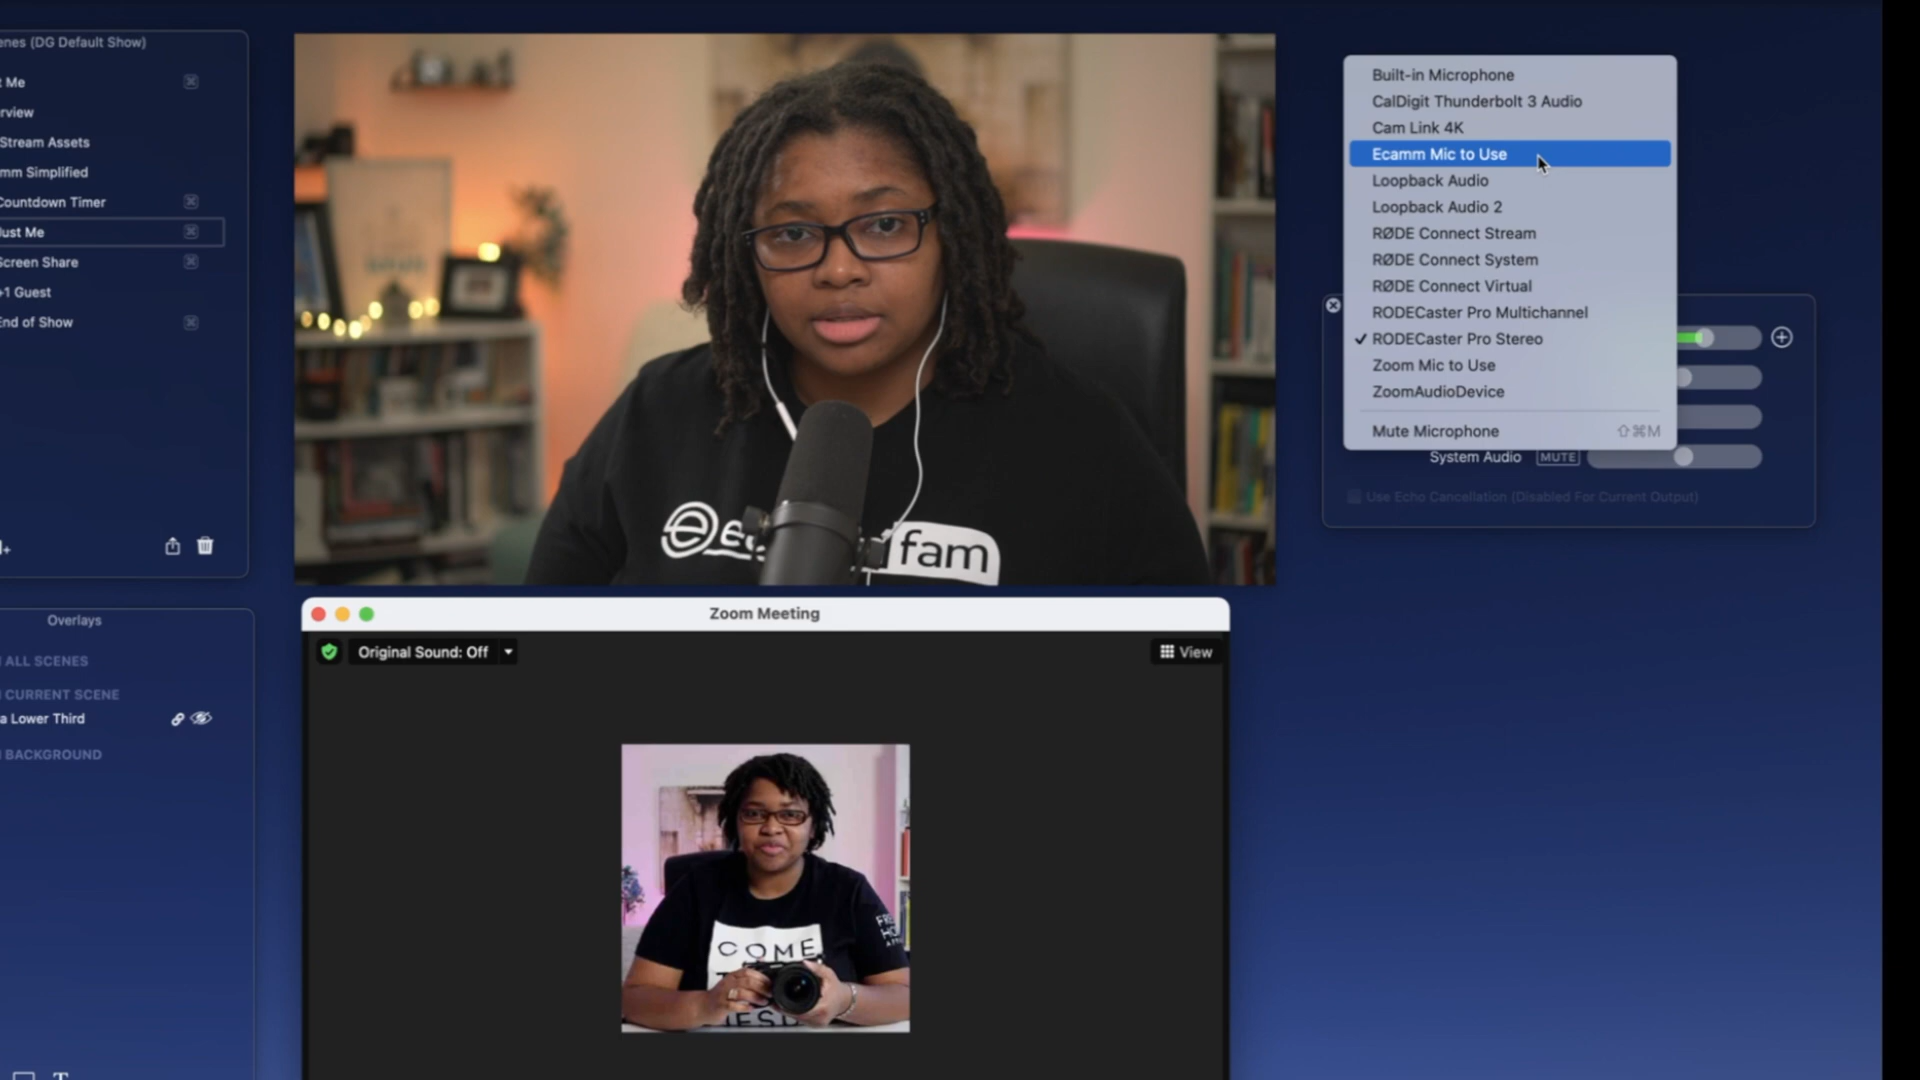 enes (DG Default Show)
t Me
rview
Stream Assets
mm Simplified
Countdown Timer
Just Me
Screen Share
+1 Guest
End of Show
Overlays
ALL SCENES
CURRENT SCENE
a Lower Third
BACKGROUND
fam
Zoom Meeting
Original Sound: Off
View
COME
Built-in Microphone
CalDigit Thunderbolt 3 Audio
Cam Link 4K
Ecamm Mic to Use
Loopback Audio
Loopback Audio 2
RØDE Connect Stream
RØDE Connect System
RØDE Connect Virtual
RODECaster Pro Multichannel
✓ RODECaster Pro Stereo
Zoom Mic to Use
ZoomAudioDevice
Mute Microphone ⇧⌘M
System Audio MUTE
Use Echo Cancellation (Disabled For Current Output)